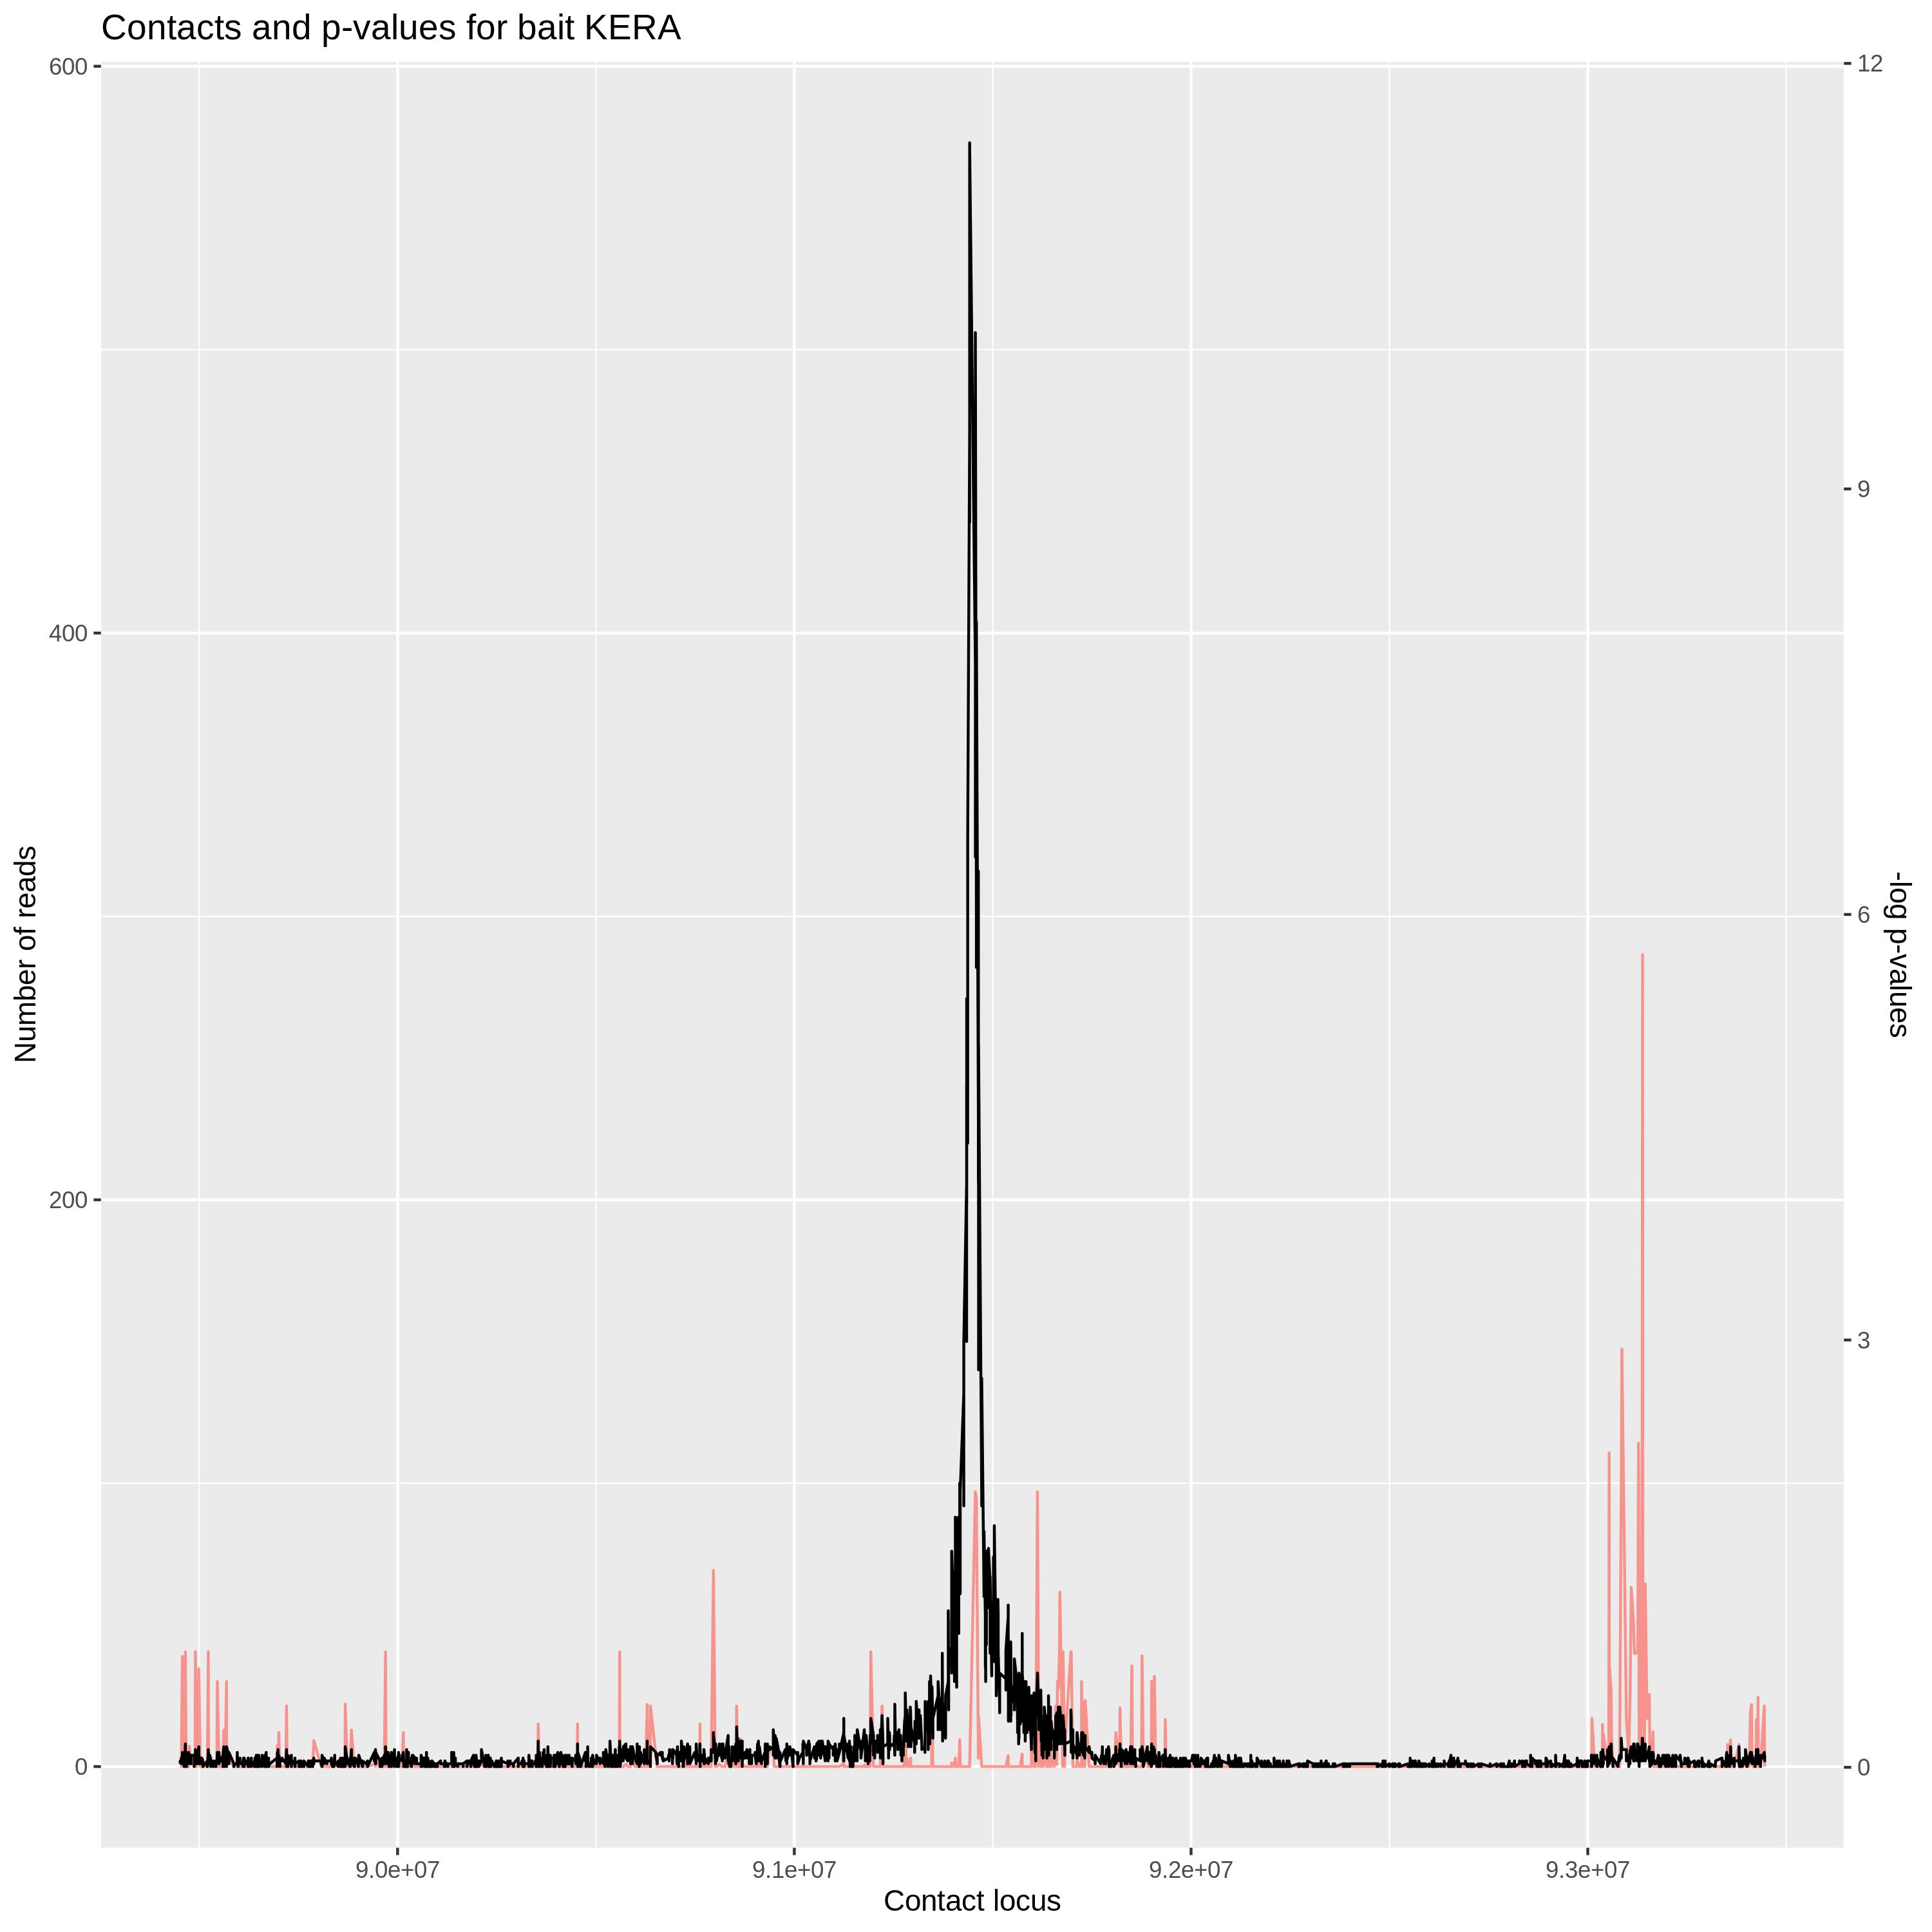 Contacts and p-values for bait KERA
600
400
200
0
Number of reads
12
9
6
3
0
-log p-values
9.0e+07
9.1e+07
9.2e+07
9.3e+07
Contact locus